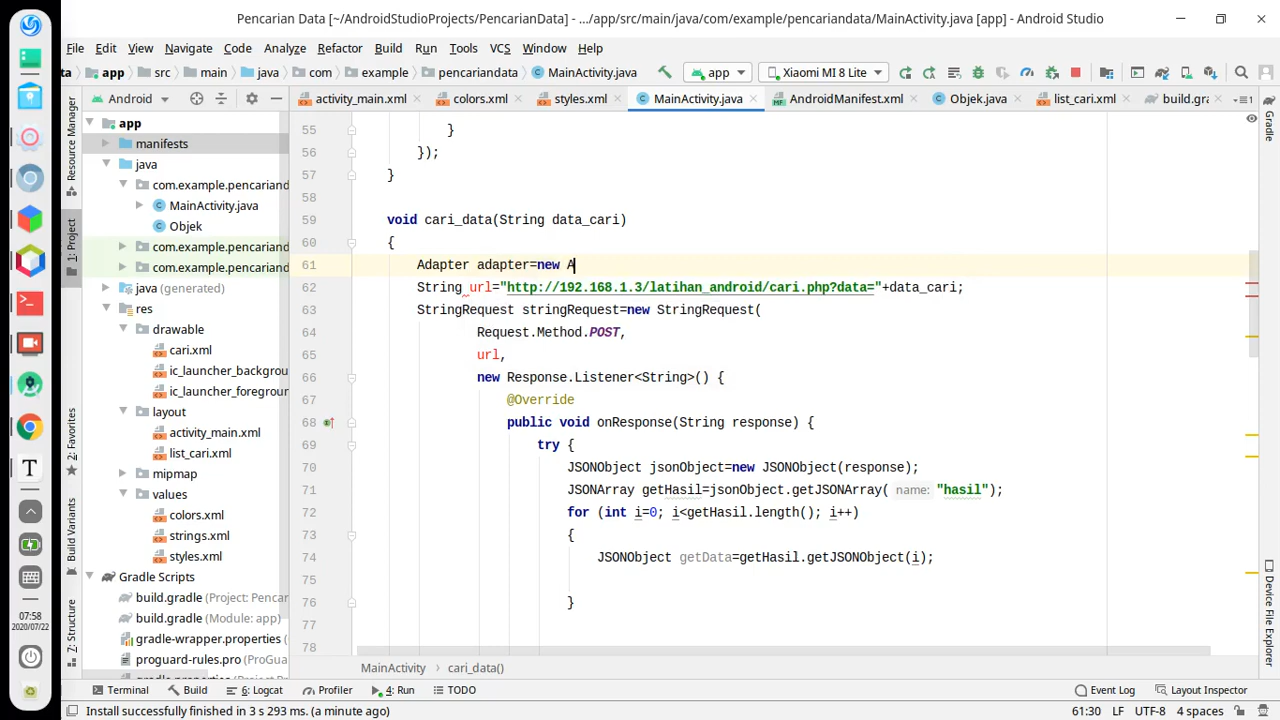 Pencarian Data [~/AndroidStudioProjects/PencarianData] - .../app/src/main/java/com/example/pencariandata/MainActivity.java [app] - Android Studio
File Edit View Navigate Code Analyze Refactor Build Run Tools VCS Window Help
ta app src main java com example pencariandata MainActivity.java app Xiaomi MI 8 Lite
Android activity_main.xml colors.xml styles.xml MainActivity.java AndroidManifest.xml Objek.java list_cari.xml build.gra
Resource Manager
1: Project
2: Favorites
Build Variants
7: Structure
app
manifests
java
com.example.pencariand
MainActivity.java
Objek
com.example.pencariand
com.example.pencariand
java (generated)
res
drawable
cari.xml
ic_launcher_backgrou
ic_launcher_foregroun
layout
activity_main.xml
list_cari.xml
mipmap
values
colors.xml
strings.xml
styles.xml
Gradle Scripts
build.gradle (Project: Pencar
build.gradle (Module: app)
gradle-wrapper.properties
proguard-rules.pro (ProGua
55 }
56 });
57 }
58
59 void cari_data(String data_cari)
60 {
61 Adapter adapter=new A
62 String url="http://192.168.1.3/latihan_android/cari.php?data="+data_cari;
63 StringRequest stringRequest=new StringRequest(
64 Request.Method.POST,
65 url,
66 new Response.Listener<String>() {
67 @Override
68 public void onResponse(String response) {
69 try {
70 JSONObject jsonObject=new JSONObject(response);
71 JSONArray getHasil=jsonObject.getJSONArray( name: "hasil");
72 for (int i=0; i<getHasil.length(); i++)
73 {
74 JSONObject getData=getHasil.getJSONObject(i);
75
76 }
77
78
Gradle
Device File Explorer
MainActivity cari_data()
Terminal Build 6: Logcat Profiler 4: Run TODO Event Log Layout Inspector
Install successfully finished in 3 s 293 ms. (a minute ago) 61:30 LF UTF-8 4 spaces
T
07:58
2020/07/22